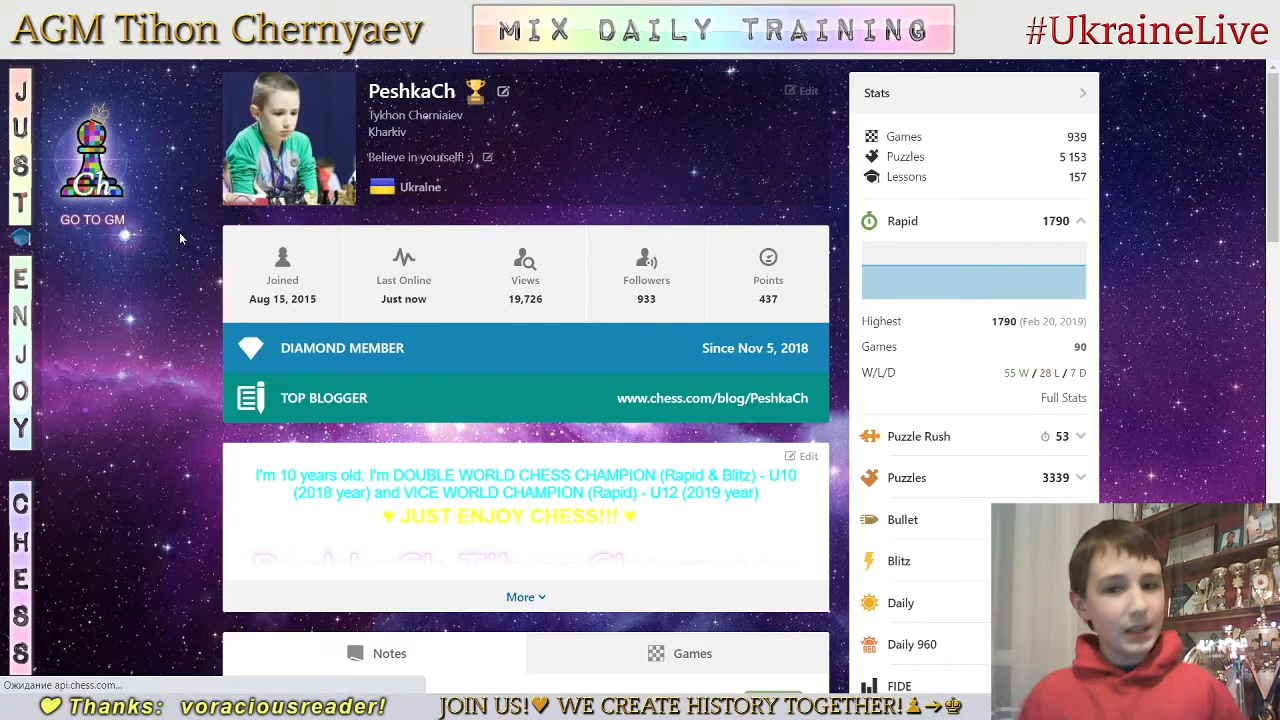 AGM Tihon Chernyaev
MIX DAILY TRAINING
#UkraineLive
JUST
ENJOY
CHESS
Ch
GO TO GM
PeshkaCh
Edit
Tykhon Cherniaiev
Kharkiv
Believe in yourself! :)
Ukraine
Joined
Aug 15, 2015
Last Online
Just now
Views
19,726
Followers
933
Points
437
DIAMOND MEMBER
Since Nov 5, 2018
TOP BLOGGER
www.chess.com/blog/PeshkaCh
Edit
I'm 10 years old. I'm DOUBLE WORLD CHESS CHAMPION (Rapid & Blitz) - U10
(2018 year) and VICE WORLD CHAMPION (Rapid) - U12 (2019 year)
♥ JUST ENJOY CHESS!!! ♥
More
Notes
Games
Stats
Games 939
Puzzles 5 153
Lessons 157
Rapid 1790
Highest 1790 (Feb 20, 2019)
Games 90
W/L/D 55 W / 28 L / 7 D
Full Stats
Puzzle Rush 53
Puzzles 3339
Bullet
Blitz
Daily
Daily 960
FIDE
Ожидание api.chess.com...
Thanks: voraciousreader!
JOIN US!♥ WE CREATE HISTORY TOGETHER!♟→♚